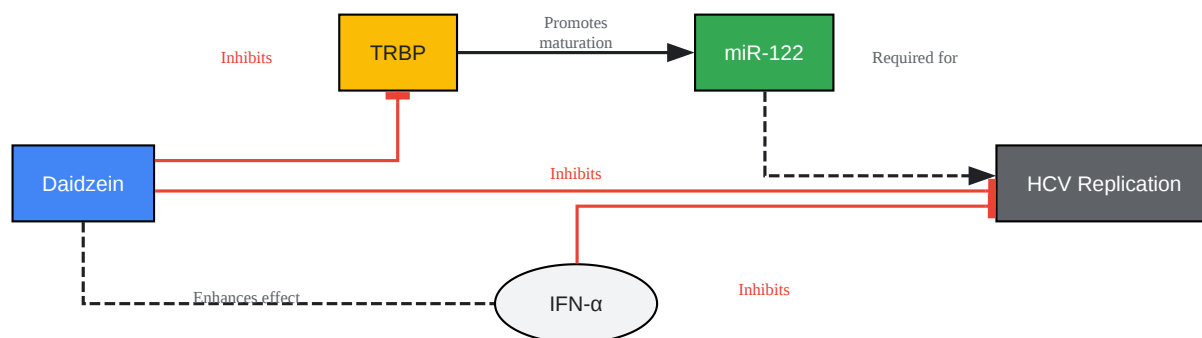 Promotes
maturation
Inhibits
TRBP
miR-122
Required for
Daidzein
Inhibits
HCV Replication
Enhances effect
IFN-α
Inhibits